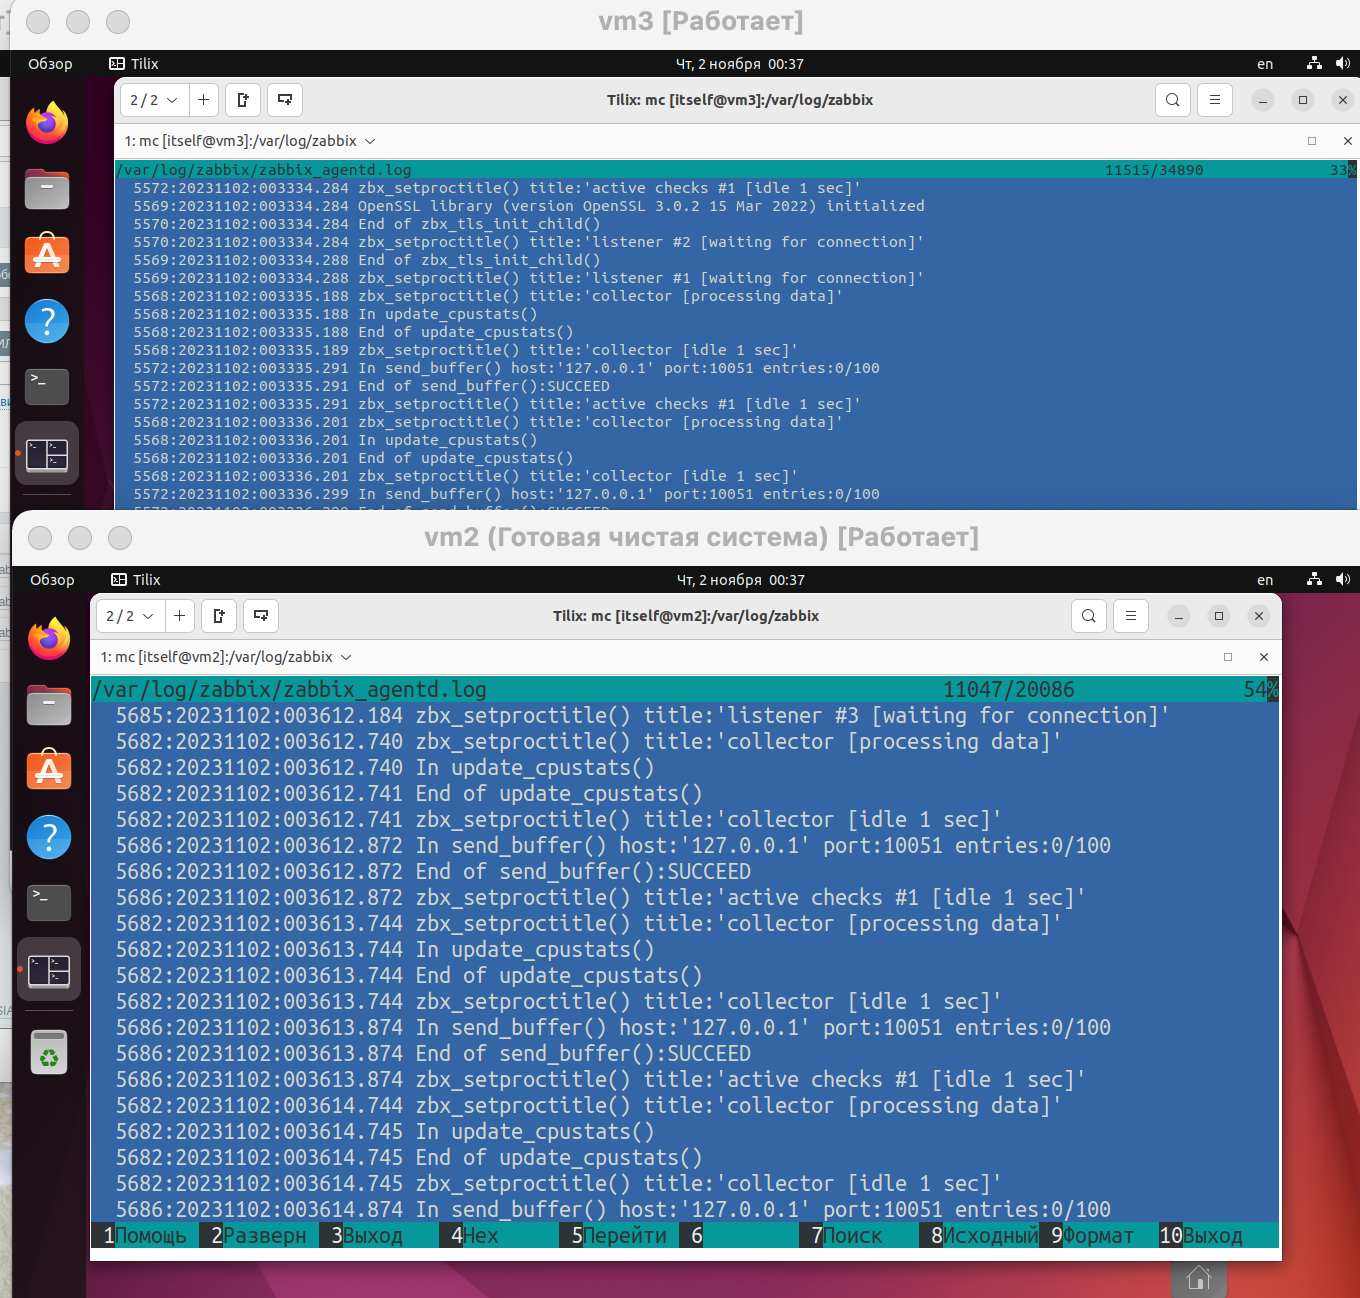 vm3 [Работает]
Обзор
Tilix
Чт, 2 ноября 00:37
en
2 / 2
Tilix: mc [itself@vm3]:/var/log/zabbix
1: mc [itself@vm3]:/var/log/zabbix
/var/log/zabbix/zabbix_agentd.log 11515/34890 33%
5572:20231102:003334.284 zbx_setproctitle() title:'active checks #1 [idle 1 sec]'
5569:20231102:003334.284 OpenSSL library (version OpenSSL 3.0.2 15 Mar 2022) initialized
5570:20231102:003334.284 End of zbx_tls_init_child()
5570:20231102:003334.284 zbx_setproctitle() title:'listener #2 [waiting for connection]'
5569:20231102:003334.288 End of zbx_tls_init_child()
5569:20231102:003334.288 zbx_setproctitle() title:'listener #1 [waiting for connection]'
5568:20231102:003335.188 zbx_setproctitle() title:'collector [processing data]'
5568:20231102:003335.188 In update_cpustats()
5568:20231102:003335.188 End of update_cpustats()
5568:20231102:003335.189 zbx_setproctitle() title:'collector [idle 1 sec]'
5572:20231102:003335.291 In send_buffer() host:'127.0.0.1' port:10051 entries:0/100
5572:20231102:003335.291 End of send_buffer():SUCCEED
5572:20231102:003335.291 zbx_setproctitle() title:'active checks #1 [idle 1 sec]'
5568:20231102:003336.201 zbx_setproctitle() title:'collector [processing data]'
5568:20231102:003336.201 In update_cpustats()
5568:20231102:003336.201 End of update_cpustats()
5568:20231102:003336.201 zbx_setproctitle() title:'collector [idle 1 sec]'
5572:20231102:003336.299 In send_buffer() host:'127.0.0.1' port:10051 entries:0/100
vm2 (Готовая чистая система) [Работает]
Обзор
Tilix
Чт, 2 ноября 00:37
en
2 / 2
Tilix: mc [itself@vm2]:/var/log/zabbix
1: mc [itself@vm2]:/var/log/zabbix
/var/log/zabbix/zabbix_agentd.log 11047/20086 54%
5685:20231102:003612.184 zbx_setproctitle() title:'listener #3 [waiting for connection]'
5682:20231102:003612.740 zbx_setproctitle() title:'collector [processing data]'
5682:20231102:003612.740 In update_cpustats()
5682:20231102:003612.741 End of update_cpustats()
5682:20231102:003612.741 zbx_setproctitle() title:'collector [idle 1 sec]'
5686:20231102:003612.872 In send_buffer() host:'127.0.0.1' port:10051 entries:0/100
5686:20231102:003612.872 End of send_buffer():SUCCEED
5686:20231102:003612.872 zbx_setproctitle() title:'active checks #1 [idle 1 sec]'
5682:20231102:003613.744 zbx_setproctitle() title:'collector [processing data]'
5682:20231102:003613.744 In update_cpustats()
5682:20231102:003613.744 End of update_cpustats()
5682:20231102:003613.744 zbx_setproctitle() title:'collector [idle 1 sec]'
5686:20231102:003613.874 In send_buffer() host:'127.0.0.1' port:10051 entries:0/100
5686:20231102:003613.874 End of send_buffer():SUCCEED
5686:20231102:003613.874 zbx_setproctitle() title:'active checks #1 [idle 1 sec]'
5682:20231102:003614.744 zbx_setproctitle() title:'collector [processing data]'
5682:20231102:003614.745 In update_cpustats()
5682:20231102:003614.745 End of update_cpustats()
5682:20231102:003614.745 zbx_setproctitle() title:'collector [idle 1 sec]'
5686:20231102:003614.874 In send_buffer() host:'127.0.0.1' port:10051 entries:0/100
1Помощь 2Разверн 3Выход 4Hex 5Перейти 6 7Поиск 8Исходный 9Формат 10Выход